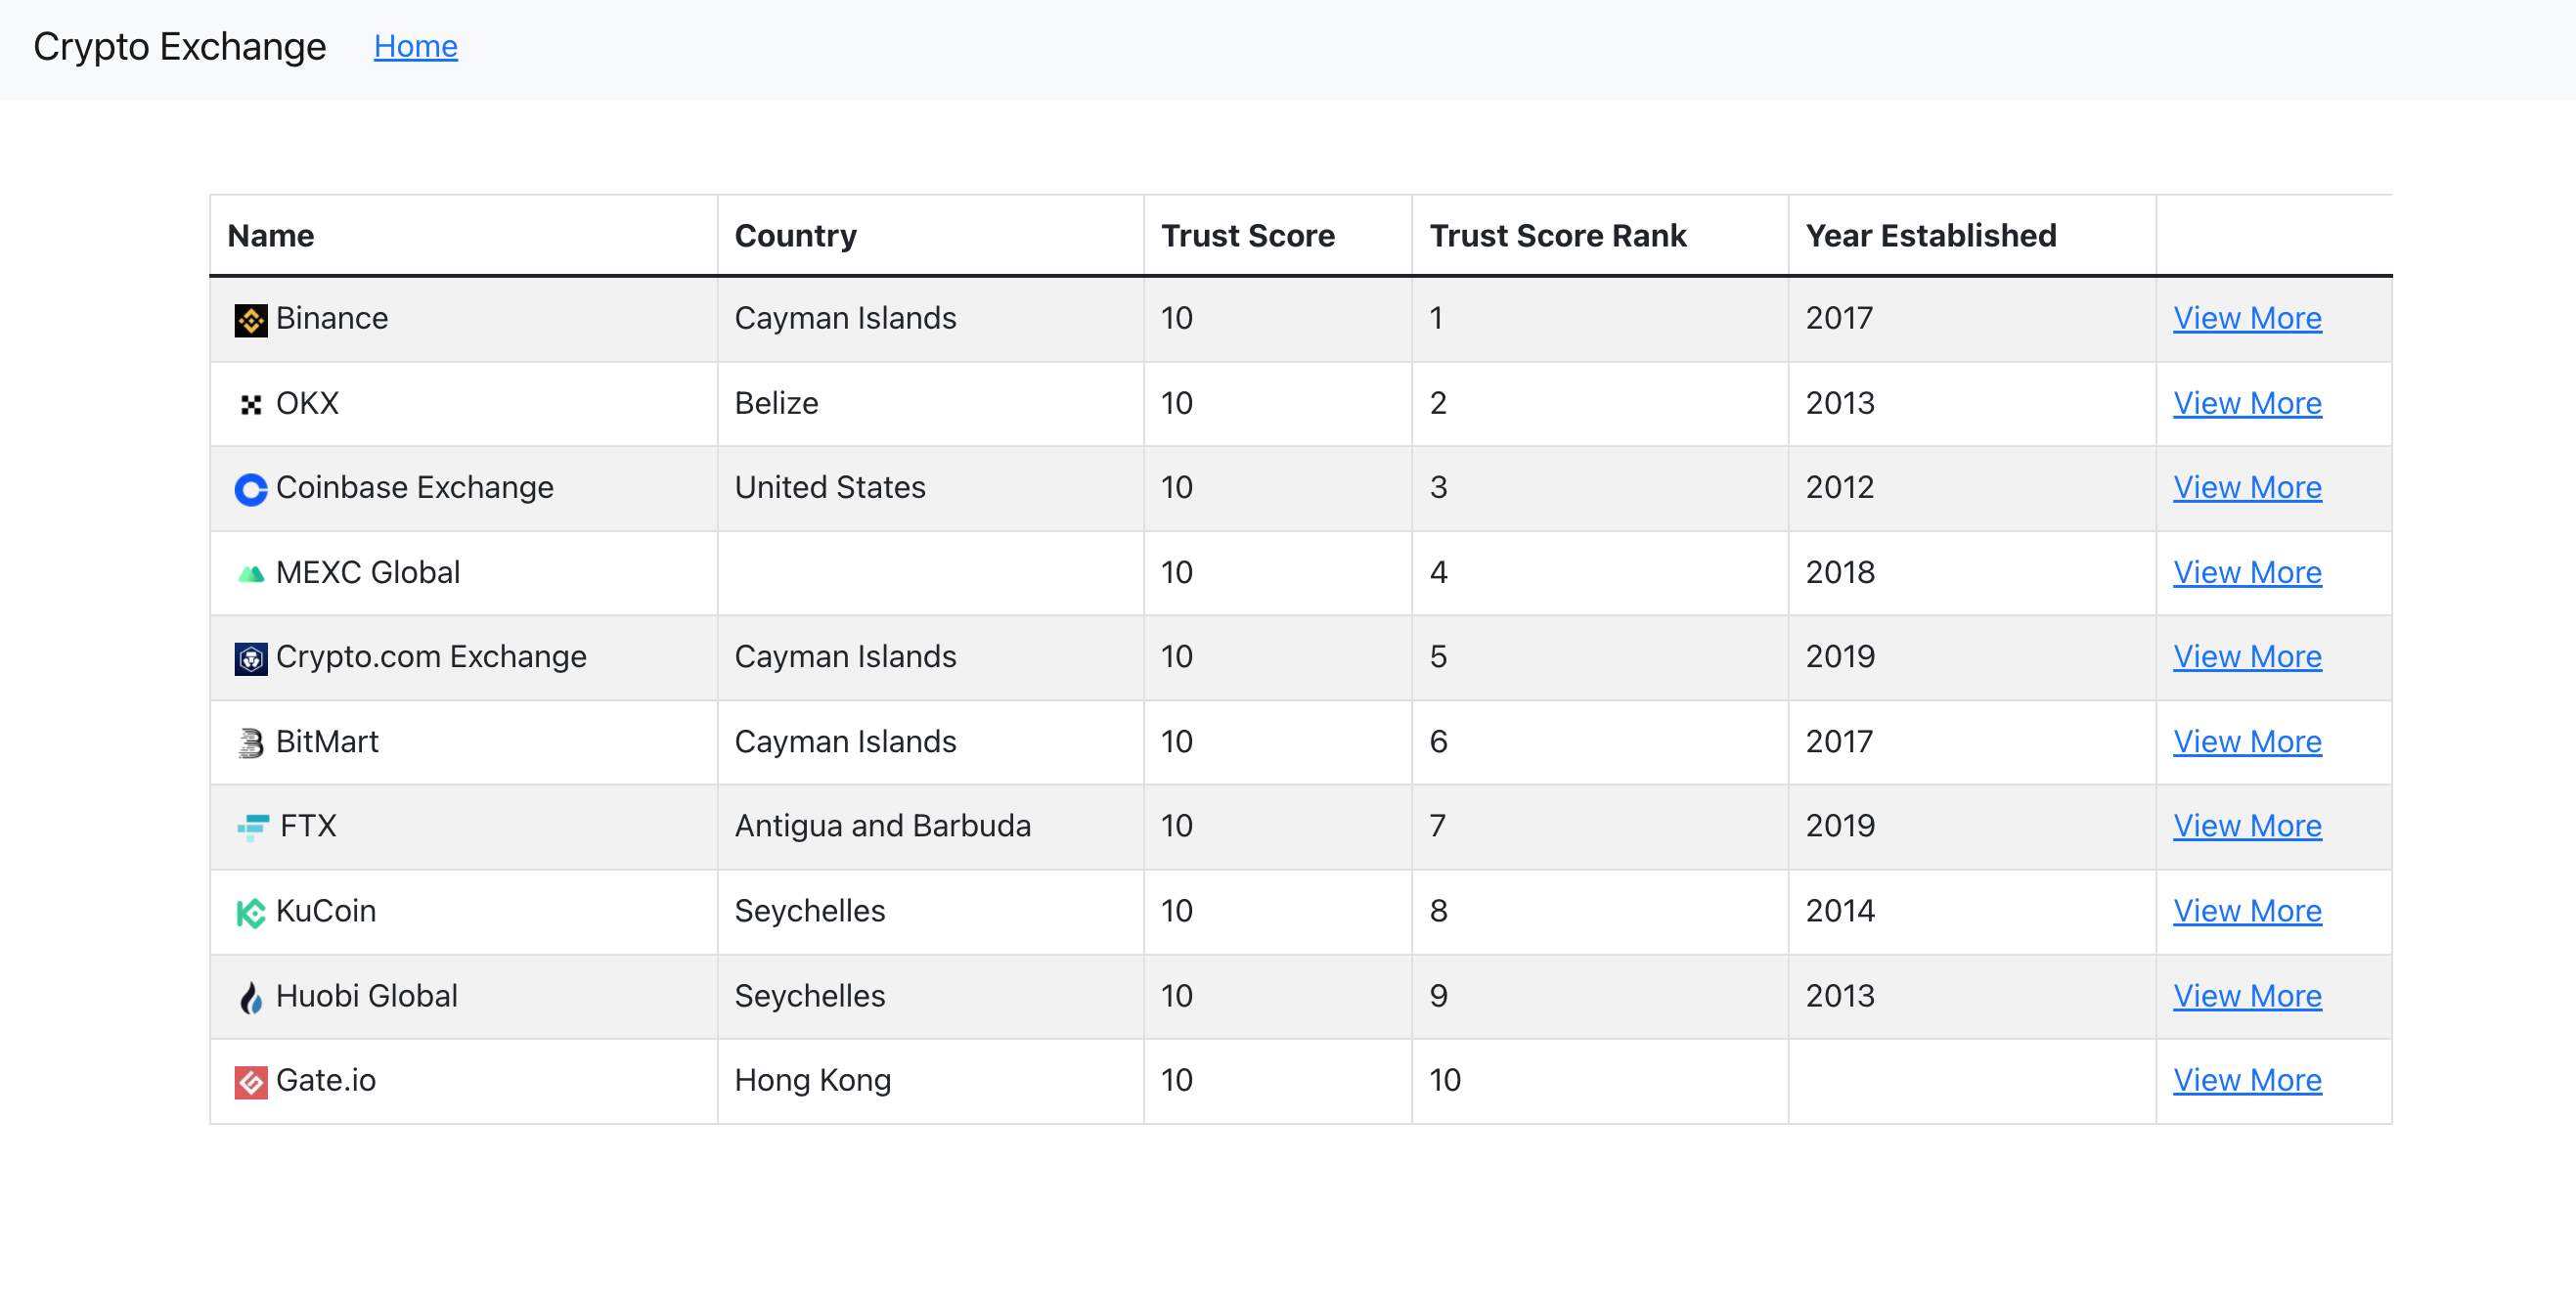 Crypto Exchange Home
Name Country Trust Score Trust Score Rank Year Established
Binance Cayman Islands 10 1 2017 View More
OKX Belize 10 2 2013 View More
Coinbase Exchange United States 10 3 2012 View More
MEXC Global 10 4 2018 View More
Crypto.com Exchange Cayman Islands 10 5 2019 View More
BitMart Cayman Islands 10 6 2017 View More
FTX Antigua and Barbuda 10 7 2019 View More
KuCoin Seychelles 10 8 2014 View More
Huobi Global Seychelles 10 9 2013 View More
Gate.io Hong Kong 10 10 View More